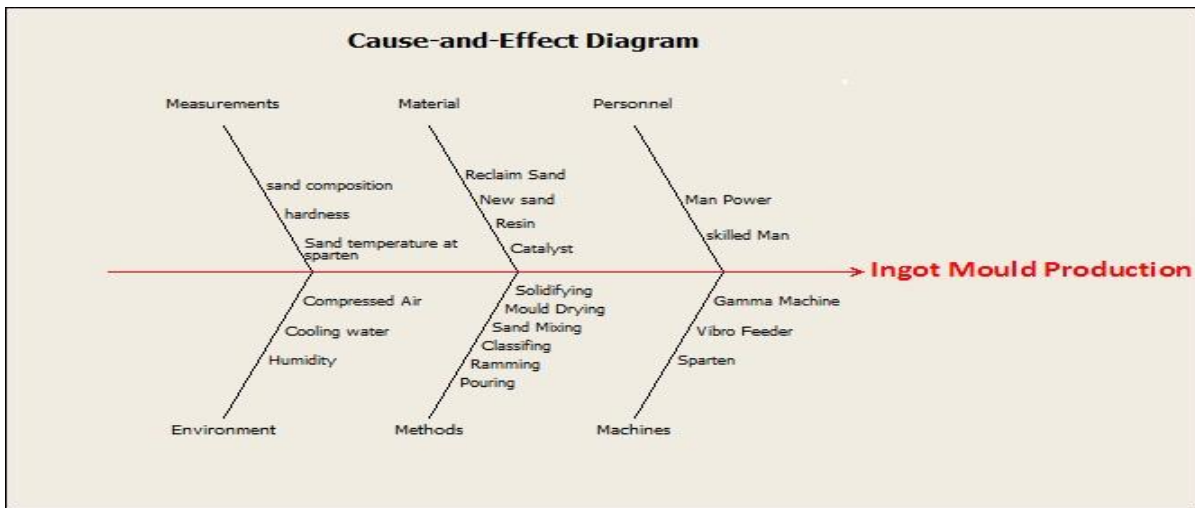 Cause-and-Effect Diagram
Measurements
Material
Personnel
sand composition
hardness
Sand temperature at
sparten
Reclaim Sand
New sand
Resin
Catalyst
Man Power
skilled Man
Ingot Mould Production
Compressed Air
Cooling water
Humidity
Solidifying
Mould Drying
Sand Mixing
Classifing
Ramming
Pouring
Gamma Machine
Vibro Feeder
Sparten
Environment
Methods
Machines